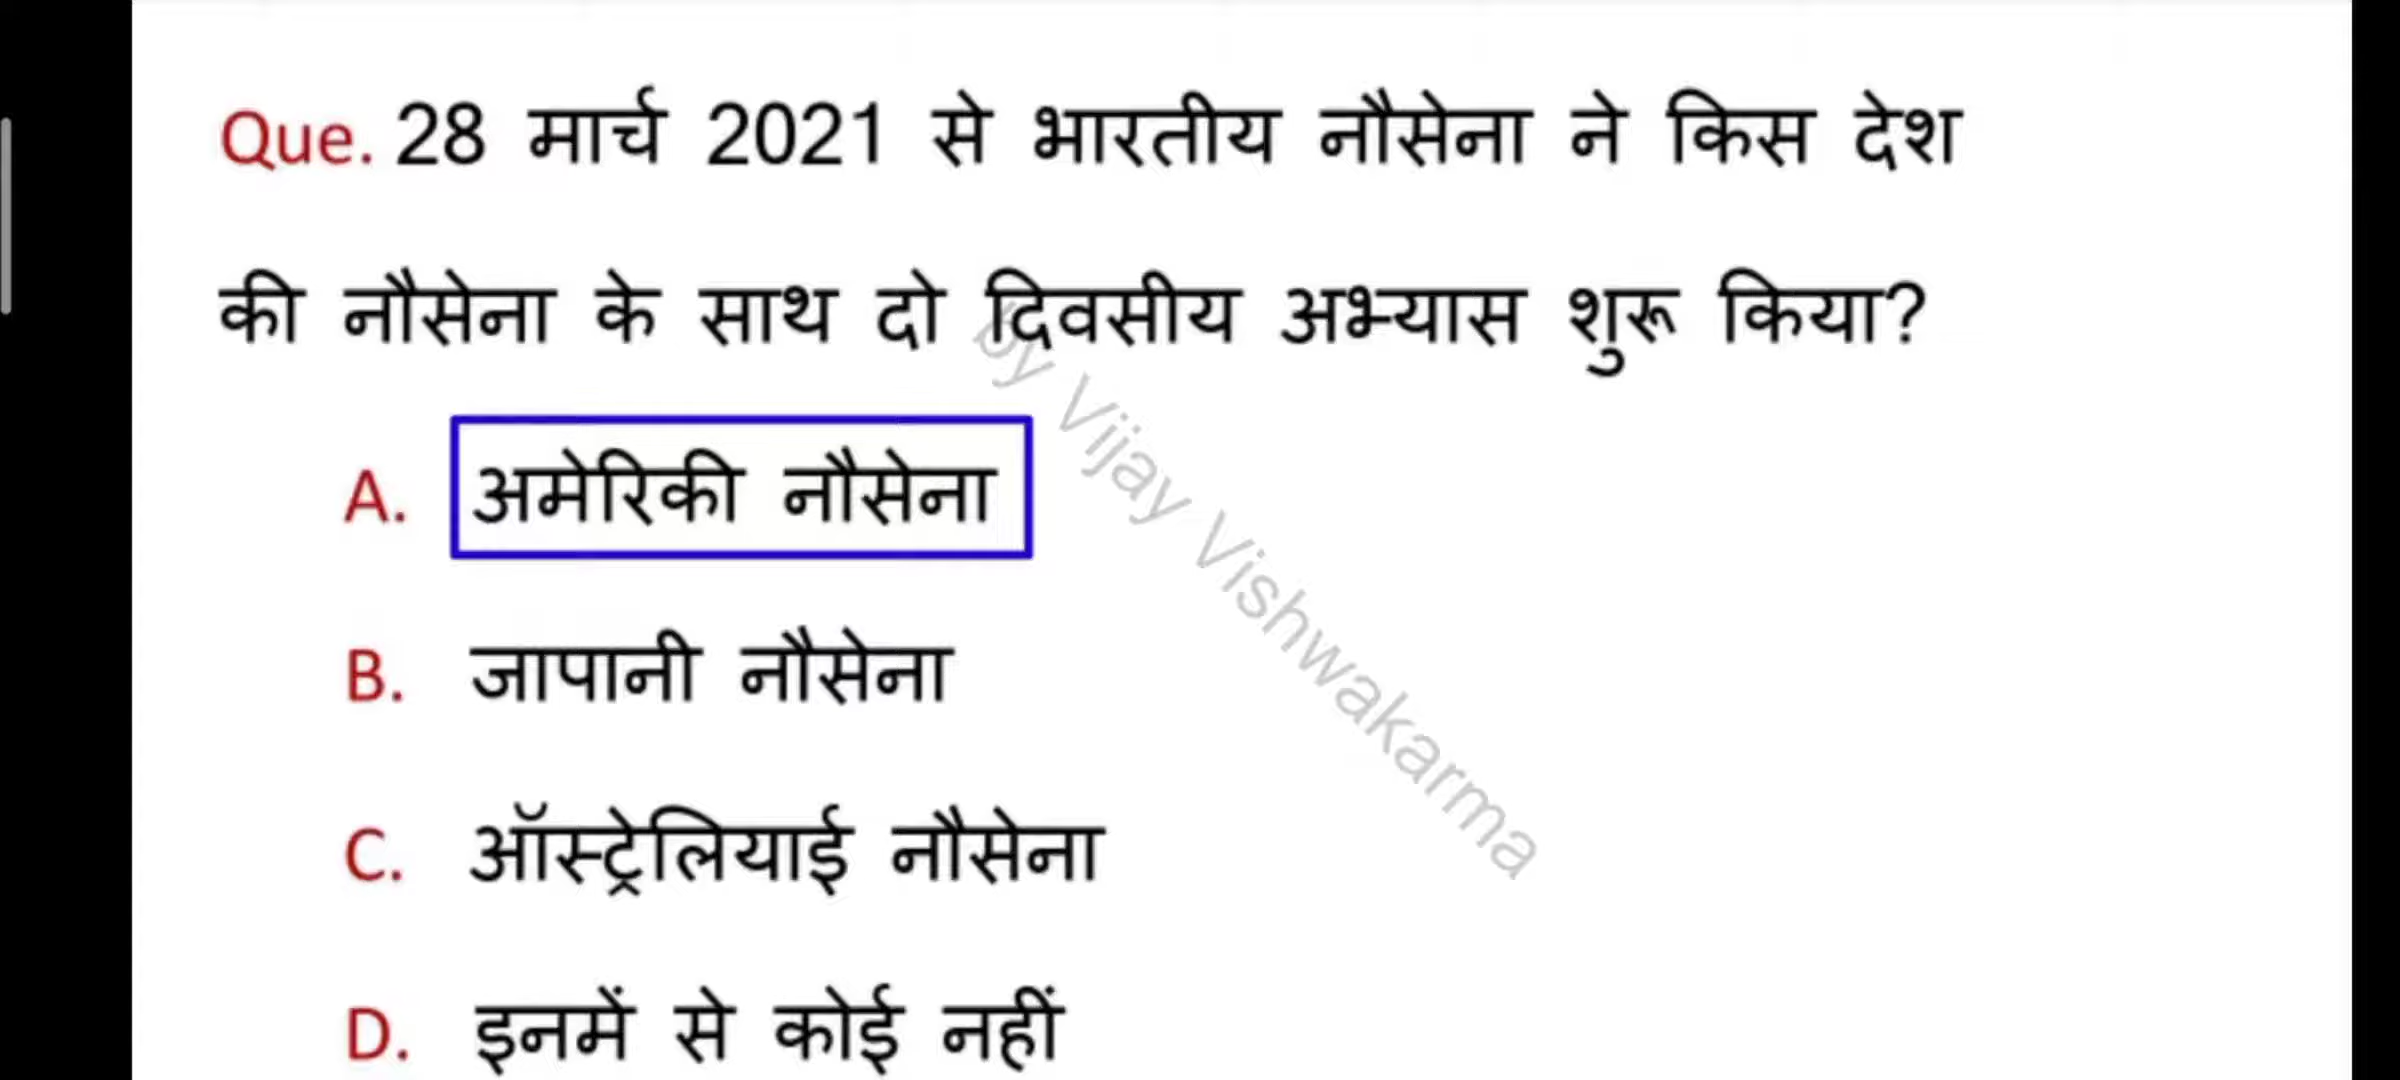 Que. 28 मार्च 2021 से भारतीय नौसेना ने किस देश
की नौसेना के साथ दो दिवसीय अभ्यास शुरू किया?
A. अमेरिकी नौसेना
B. जापानी नौसेना
C. ऑस्ट्रेलियाई नौसेना
D. इनमें से कोई नहीं
by Vijay Vishwakarma